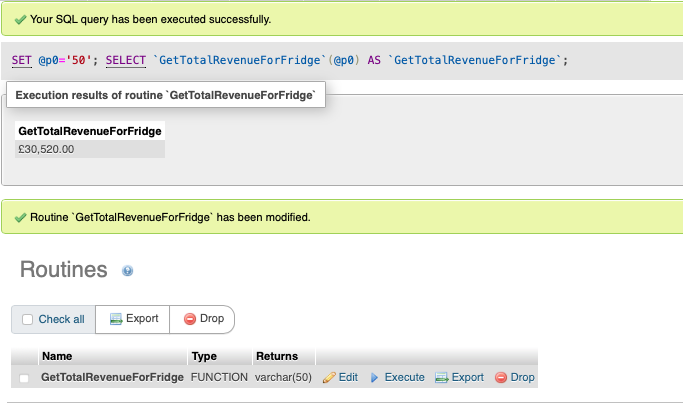 Your SQL query has been executed successfully.
SET @p0='50'; SELECT `GetTotalRevenueForFridge`(@p0) AS `GetTotalRevenueForFridge`;
Execution results of routine `GetTotalRevenueForFridge`
GetTotalRevenueForFridge
£30,520.00
Routine `GetTotalRevenueForFridge` has been modified.
Routines
Check all Export Drop
Name Type Returns
GetTotalRevenueForFridge FUNCTION varchar(50) Edit Execute Export Drop